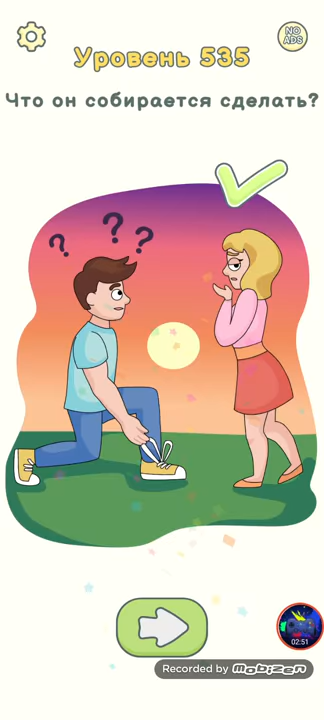 NO
ADS
Уровень 535
Что он собирается сделать?
? ? ?
02:51
Recorded by mobizen